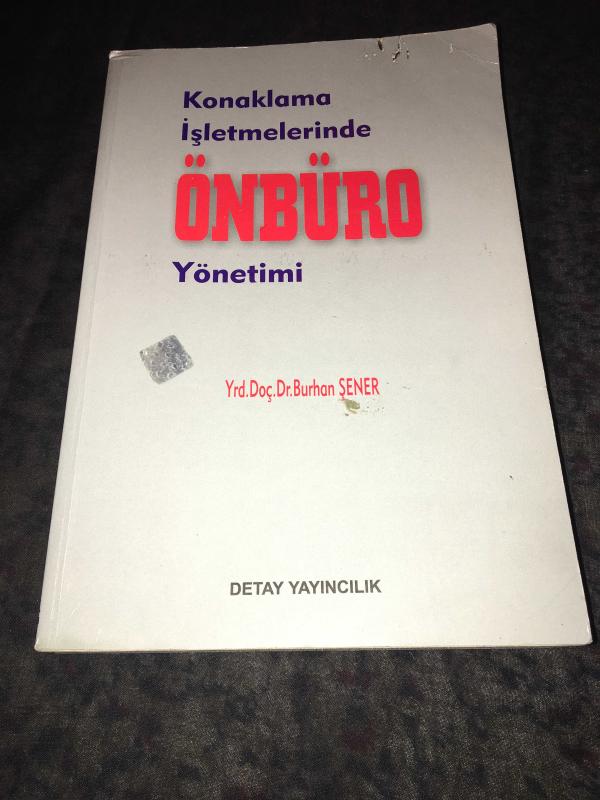 Konaklama
İşletmelerinde
ÖNBÜRO
Yönetimi
Yrd.Doç.Dr.Burhan ŞENER
DETAY YAYINCILIK